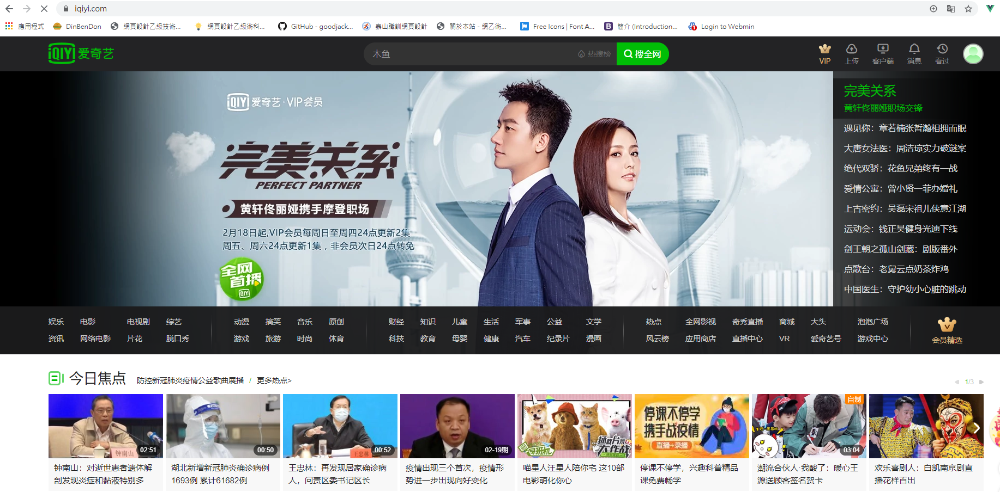 iqiyi.com
應用程式 DinBenDon 網頁設計乙級技術... 網頁設計乙級術科... GitHub - goodjack... 泰山職訓網頁設計 關於本站 - 網乙術... Free Icons | Font A... 簡介 (Introduction... Login to Webmin
iQIYI 爱奇艺
木鱼 热搜榜 搜全网
VIP 上传 客户端 消息 看过
iQIYI 爱奇艺·VIP会员
完美关系
PERFECT PARTNER
黄轩佟丽娅携手摩登职场
2月18日起,VIP会员每周日至周四24点更新2集
周五、周六24点更新1集，非会员次日24点转免
全网
首播
iQIYI
完美关系
黄轩佟丽娅职场交锋
遇见你：章若楠张哲瀚相拥而眠
大唐女法医：周洁琼实力破谜案
绝代双骄：花鱼兄弟终有一战
爱情公寓：曾小贤一菲办婚礼
上古密约：吴磊宋祖儿侠意江湖
运动会：钱正昊健身光速下线
剑王朝之孤山剑藏：剧版番外
点歌台：老舅云点奶茶炸鸡
中国医生：守护幼小心脏的跳动
娱乐 电影 电视剧 综艺 动漫 搞笑 音乐 原创 财经 知识 儿童 生活 军事 公益 文学 热点 全网影视 奇秀直播 商城 大头 泡泡广场
资讯 网络电影 片花 脱口秀 游戏 旅游 时尚 体育 科技 教育 母婴 健康 汽车 纪录片 漫画 风云榜 应用商店 直播中心 VR 爱奇艺号 游戏中心
会员精选
今日焦点 防控新冠肺炎疫情公益歌曲展播 / 更多热点>
1/3
钟南山 02:51
00:50
王忠林 00:52
02-19期
拯救片荒
大作战
停课不停学
携手战疫情
直播+录播
自制
03:04
钟南山：对逝世患者遗体解
剖发现炎症和黏液特别多
湖北新增新冠肺炎确诊病例
1693例 累计61682例
王忠林：再发现居家确诊病
人，问责区委书记区长
疫情出现三个首次，疫情形
势进一步出现向好变化
喵星人汪星人陪你宅 这10部
电影萌化你心
停课不停学，兴趣科普精品
课免费畅学
潮流合伙人·我酸了：暖心王
源送顾客签名贺卡
欢乐喜剧人：白凯南京剧直
播花样百出